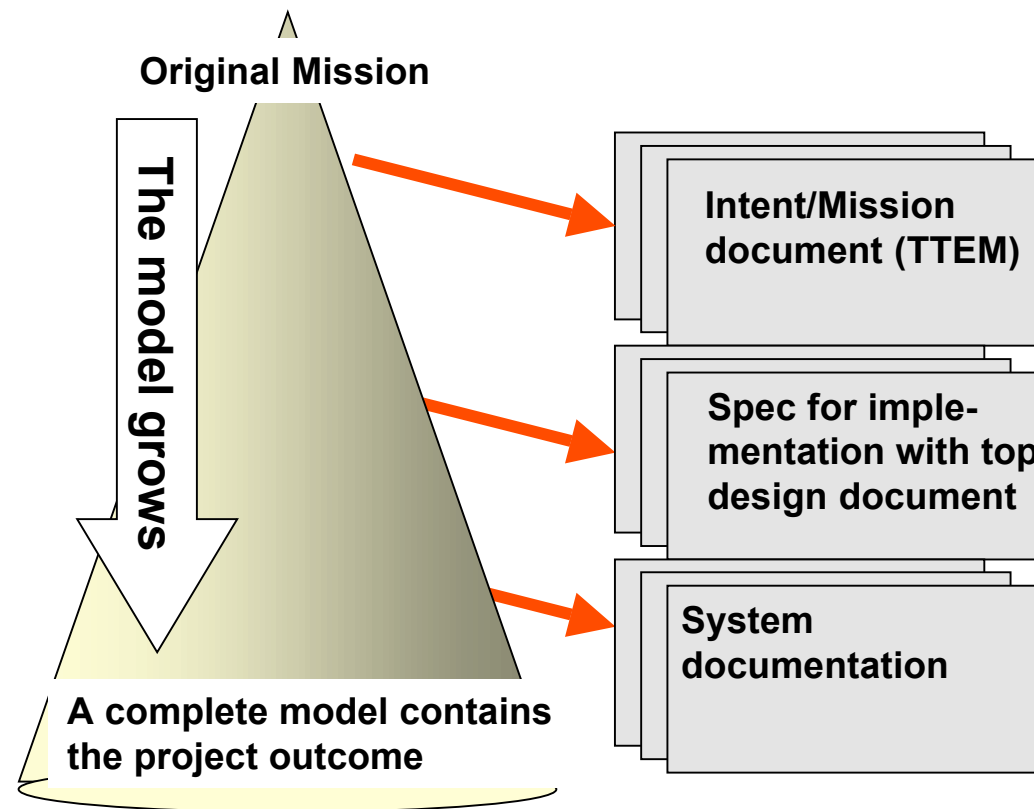 Original Mission
The model grows
Intent/Mission
document (TTEM)
Spec for imple-
mentation with top
design document
System
documentation
A complete model contains
the project outcome